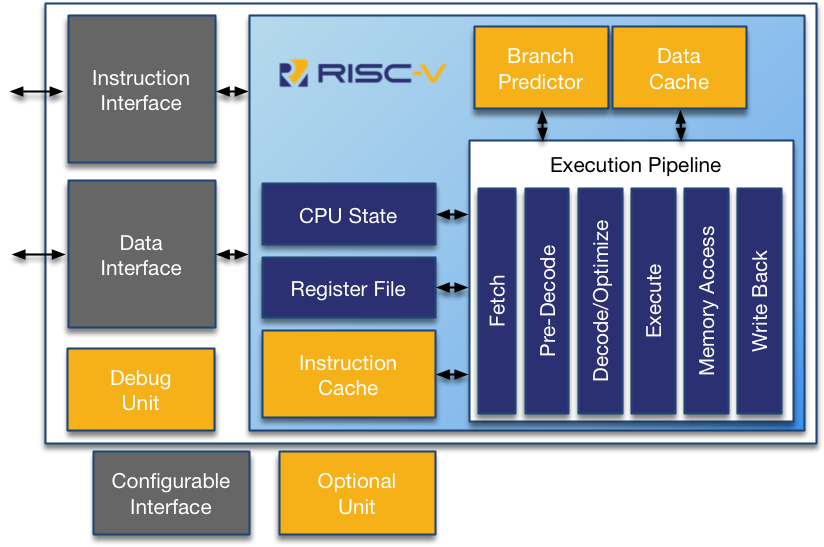 Instruction
Interface
RISC-V
Branch
Predictor
Data
Cache
Execution Pipeline
Data
Interface
CPU State
Register File
Instruction
Cache
Fetch
Pre-Decode
Decode/Optimize
Execute
Memory Access
Write Back
Debug
Unit
Configurable
Interface
Optional
Unit